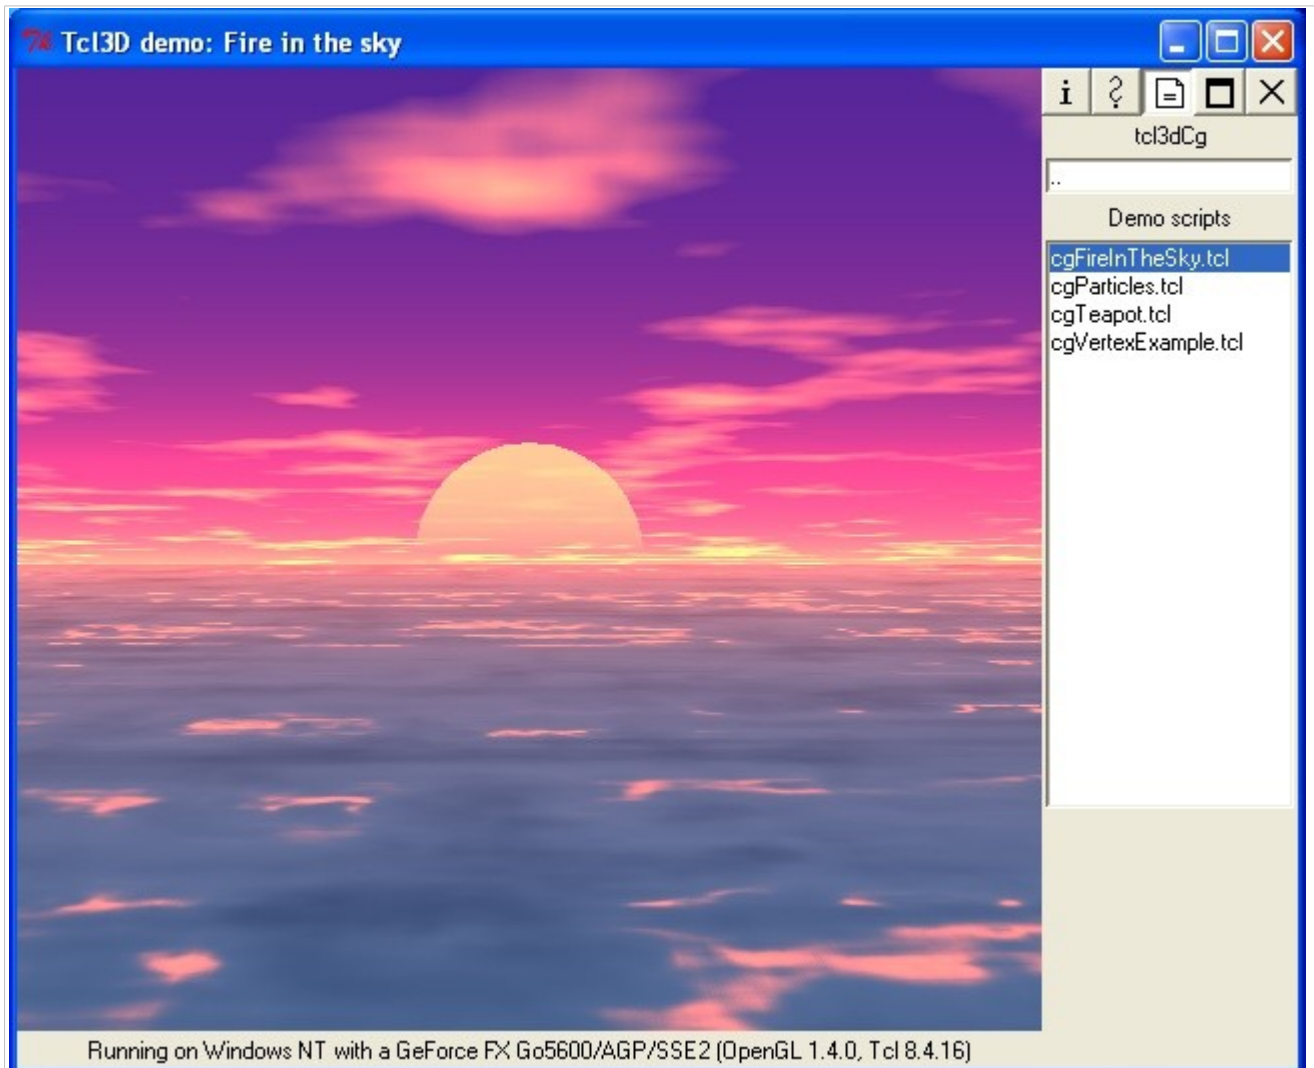 Tcl3D demo: Fire in the sky
i ?
tcl3dCg
..
Demo scripts
cgFireInTheSky.tcl
cgParticles.tcl
cgTeapot.tcl
cgVertexExample.tcl
Running on Windows NT with a GeForce FX Go5600/AGP/SSE2 (OpenGL 1.4.0, Tcl 8.4.16)